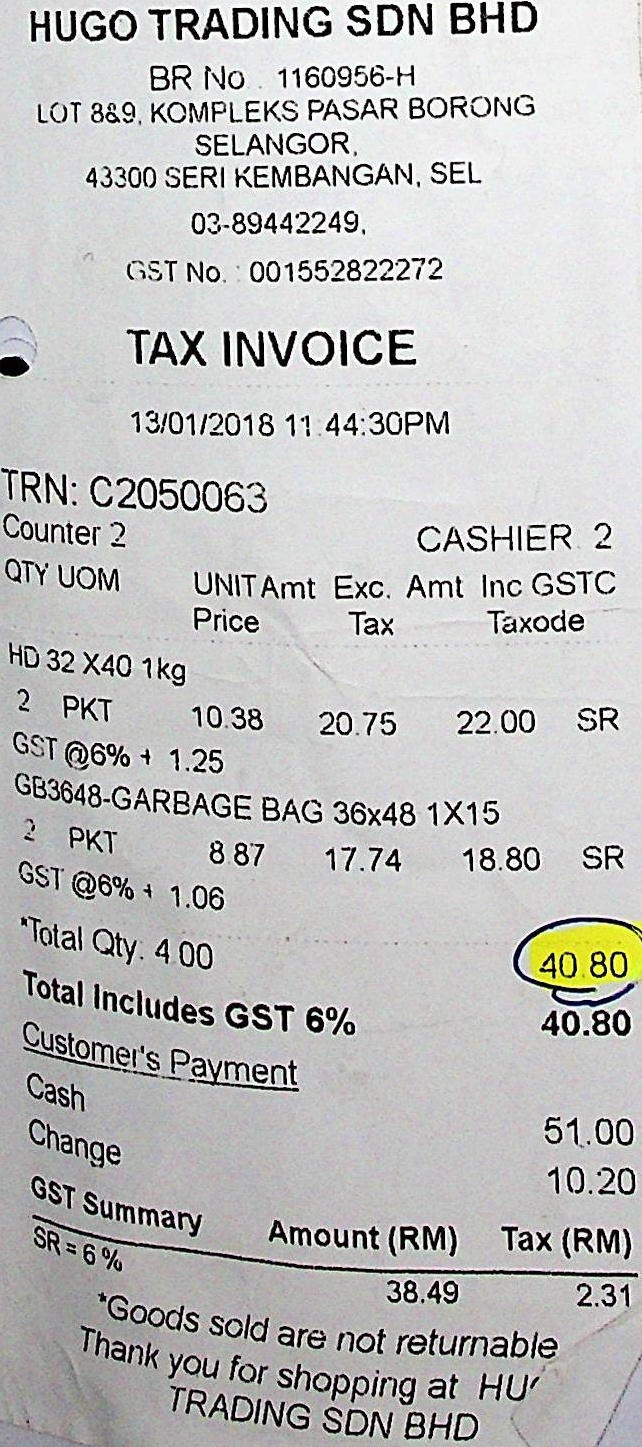 HUGO TRADING SDN BHD
BR No . 1160956-H
LOT 8&9, KOMPLEKS PASAR BORONG
SELANGOR,
43300 SERI KEMBANGAN, SEL
03-89442249,
GST No. : 001552822272
TAX INVOICE
13/01/2018 11:44:30PM
TRN: C2050063
Counter 2 CASHIER 2
QTY UOM UNIT Amt Exc. Amt Inc GSTC
Price Tax Taxode
HD 32 X40 1kg
2 PKT 10.38 20.75 22.00 SR
GST @6% + 1.25
GB3648-GARBAGE BAG 36x48 1X15
2 PKT 8.87 17.74 18.80 SR
GST @6% + 1.06
*Total Qty: 4.00 40.80
Total Includes GST 6% 40.80
Customer's Payment
Cash 51.00
Change 10.20
GST Summary Amount (RM) Tax (RM)
SR = 6 % 38.49 2.31
*Goods sold are not returnable
Thank you for shopping at HU
TRADING SDN BHD